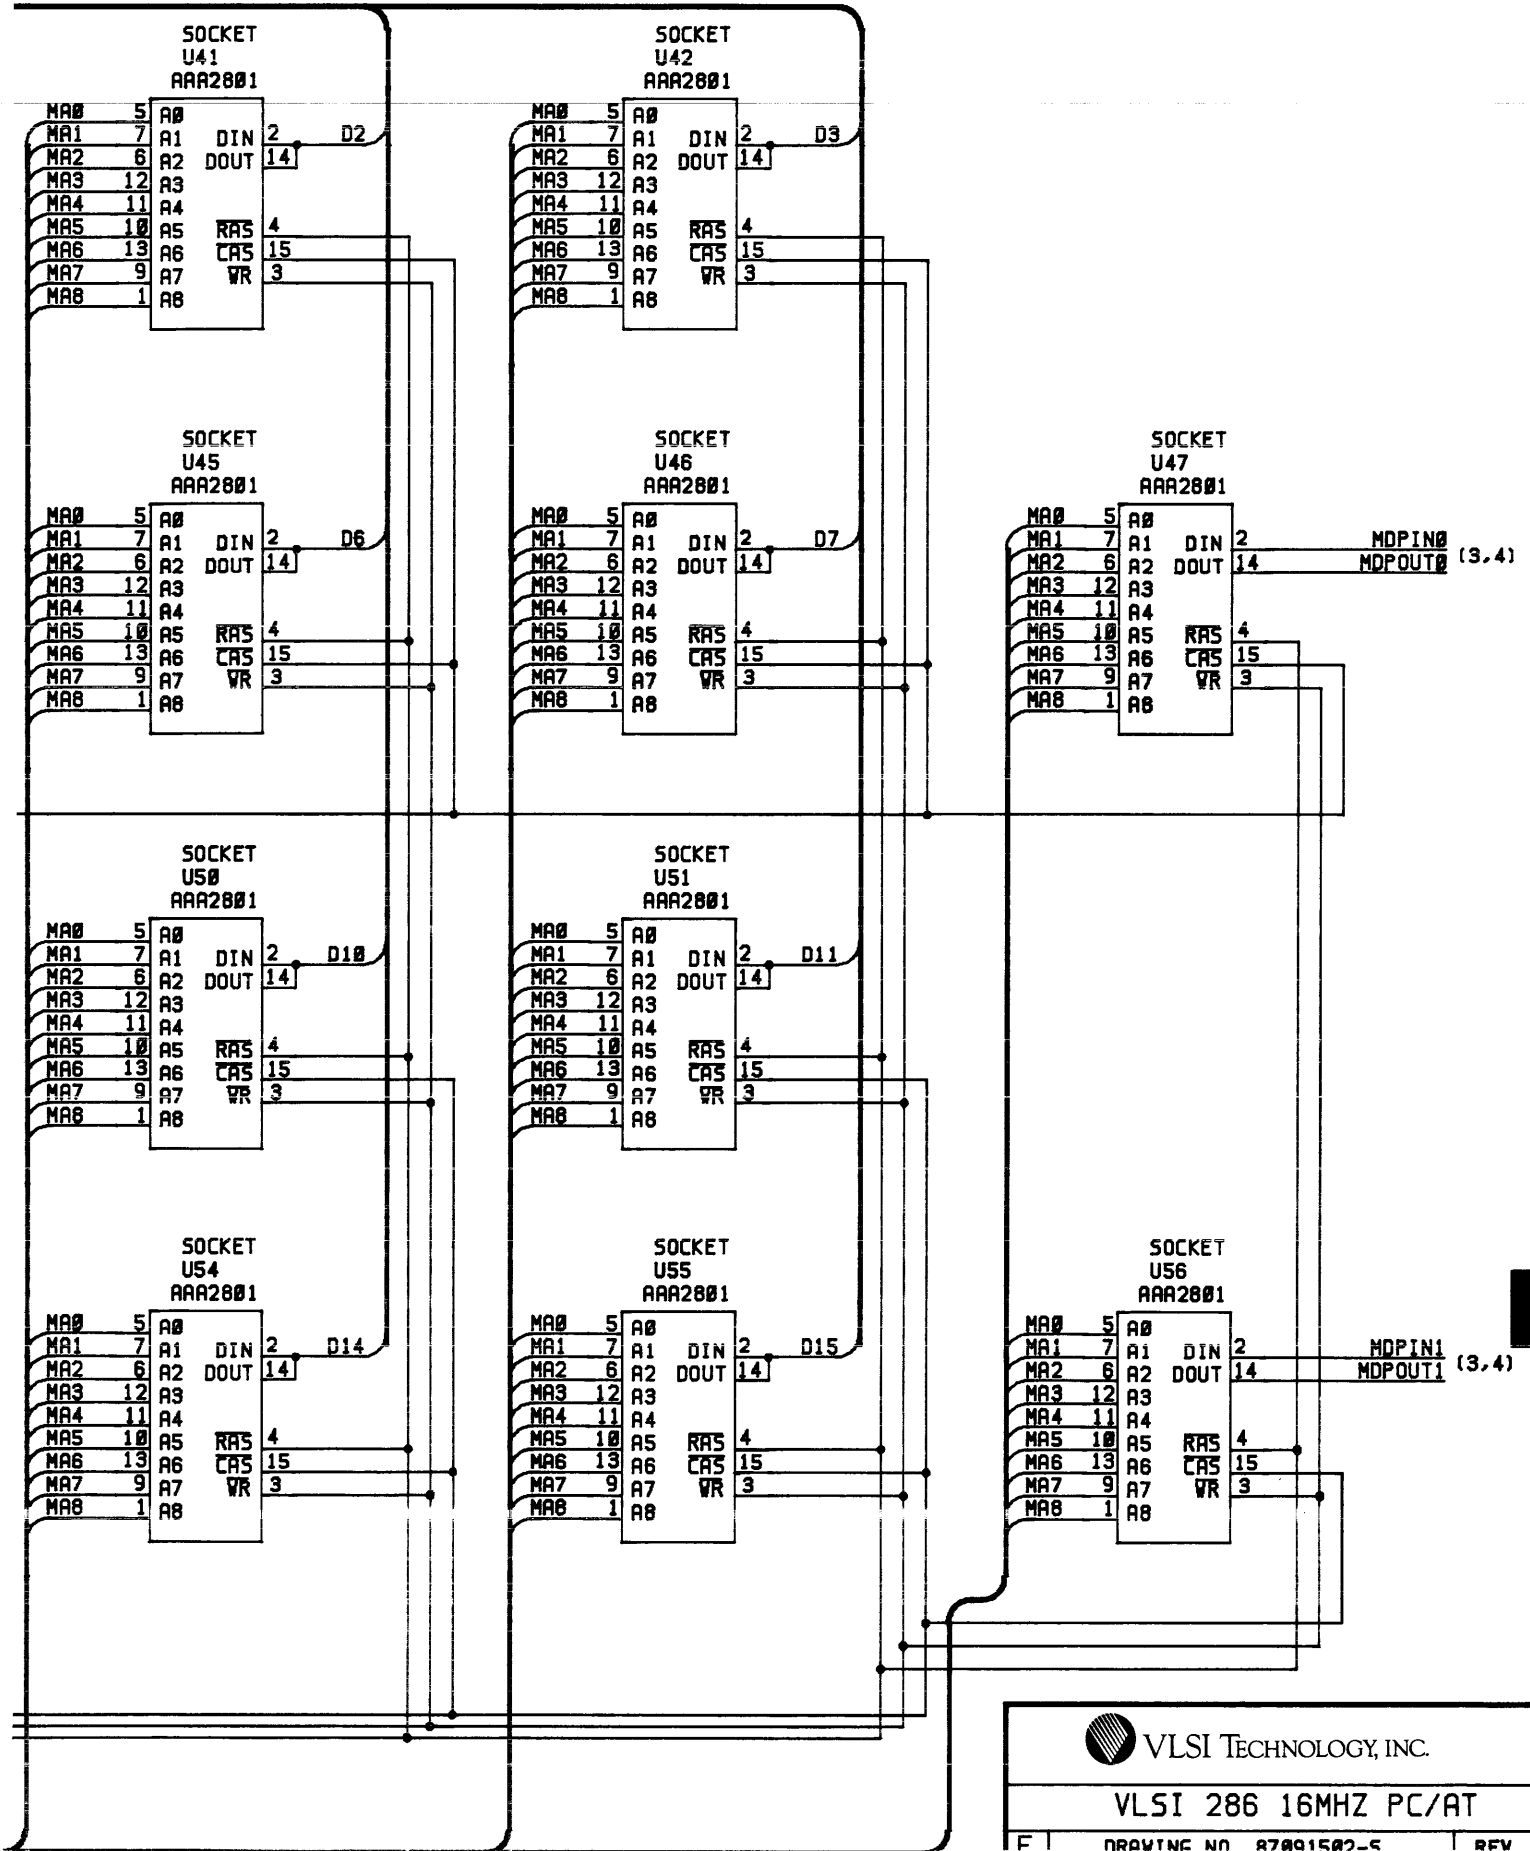 SOCKET
U41
AAA2801
MA0 5 A0
MA1 7 A1 DIN 2 D2
MA2 6 A2 DOUT 14
MA3 12 A3
MA4 11 A4
MA5 10 A5 RAS 4
MA6 13 A6 CAS 15
MA7 9 A7 WR 3
MA8 1 A8
SOCKET
U42
AAA2801
MA0 5 A0
MA1 7 A1 DIN 2 D3
MA2 6 A2 DOUT 14
MA3 12 A3
MA4 11 A4
MA5 10 A5 RAS 4
MA6 13 A6 CAS 15
MA7 9 A7 WR 3
MA8 1 A8
SOCKET
U45
AAA2801
MA0 5 A0
MA1 7 A1 DIN 2 D6
MA2 6 A2 DOUT 14
MA3 12 A3
MA4 11 A4
MA5 10 A5 RAS 4
MA6 13 A6 CAS 15
MA7 9 A7 WR 3
MA8 1 A8
SOCKET
U46
AAA2801
MA0 5 A0
MA1 7 A1 DIN 2 D7
MA2 6 A2 DOUT 14
MA3 12 A3
MA4 11 A4
MA5 10 A5 RAS 4
MA6 13 A6 CAS 15
MA7 9 A7 WR 3
MA8 1 A8
SOCKET
U47
AAA2801
MA0 5 A0
MA1 7 A1 DIN 2 MDPIN0
MA2 6 A2 DOUT 14 MDPOUT0 (3,4)
MA3 12 A3
MA4 11 A4
MA5 10 A5 RAS 4
MA6 13 A6 CAS 15
MA7 9 A7 WR 3
MA8 1 A8
SOCKET
U50
AAA2801
MA0 5 A0
MA1 7 A1 DIN 2 D10
MA2 6 A2 DOUT 14
MA3 12 A3
MA4 11 A4
MA5 10 A5 RAS 4
MA6 13 A6 CAS 15
MA7 9 A7 WR 3
MA8 1 A8
SOCKET
U51
AAA2801
MA0 5 A0
MA1 7 A1 DIN 2 D11
MA2 6 A2 DOUT 14
MA3 12 A3
MA4 11 A4
MA5 10 A5 RAS 4
MA6 13 A6 CAS 15
MA7 9 A7 WR 3
MA8 1 A8
SOCKET
U54
AAA2801
MA0 5 A0
MA1 7 A1 DIN 2 D14
MA2 6 A2 DOUT 14
MA3 12 A3
MA4 11 A4
MA5 10 A5 RAS 4
MA6 13 A6 CAS 15
MA7 9 A7 WR 3
MA8 1 A8
SOCKET
U55
AAA2801
MA0 5 A0
MA1 7 A1 DIN 2 D15
MA2 6 A2 DOUT 14
MA3 12 A3
MA4 11 A4
MA5 10 A5 RAS 4
MA6 13 A6 CAS 15
MA7 9 A7 WR 3
MA8 1 A8
SOCKET
U56
AAA2801
MA0 5 A0
MA1 7 A1 DIN 2 MDPIN1
MA2 6 A2 DOUT 14 MDPOUT1 (3,4)
MA3 12 A3
MA4 11 A4
MA5 10 A5 RAS 4
MA6 13 A6 CAS 15
MA7 9 A7 WR 3
MA8 1 A8
VLSI TECHNOLOGY, INC.
VLSI 286 16MHZ PC/AT
DRAWING NO 87091502-5 REV